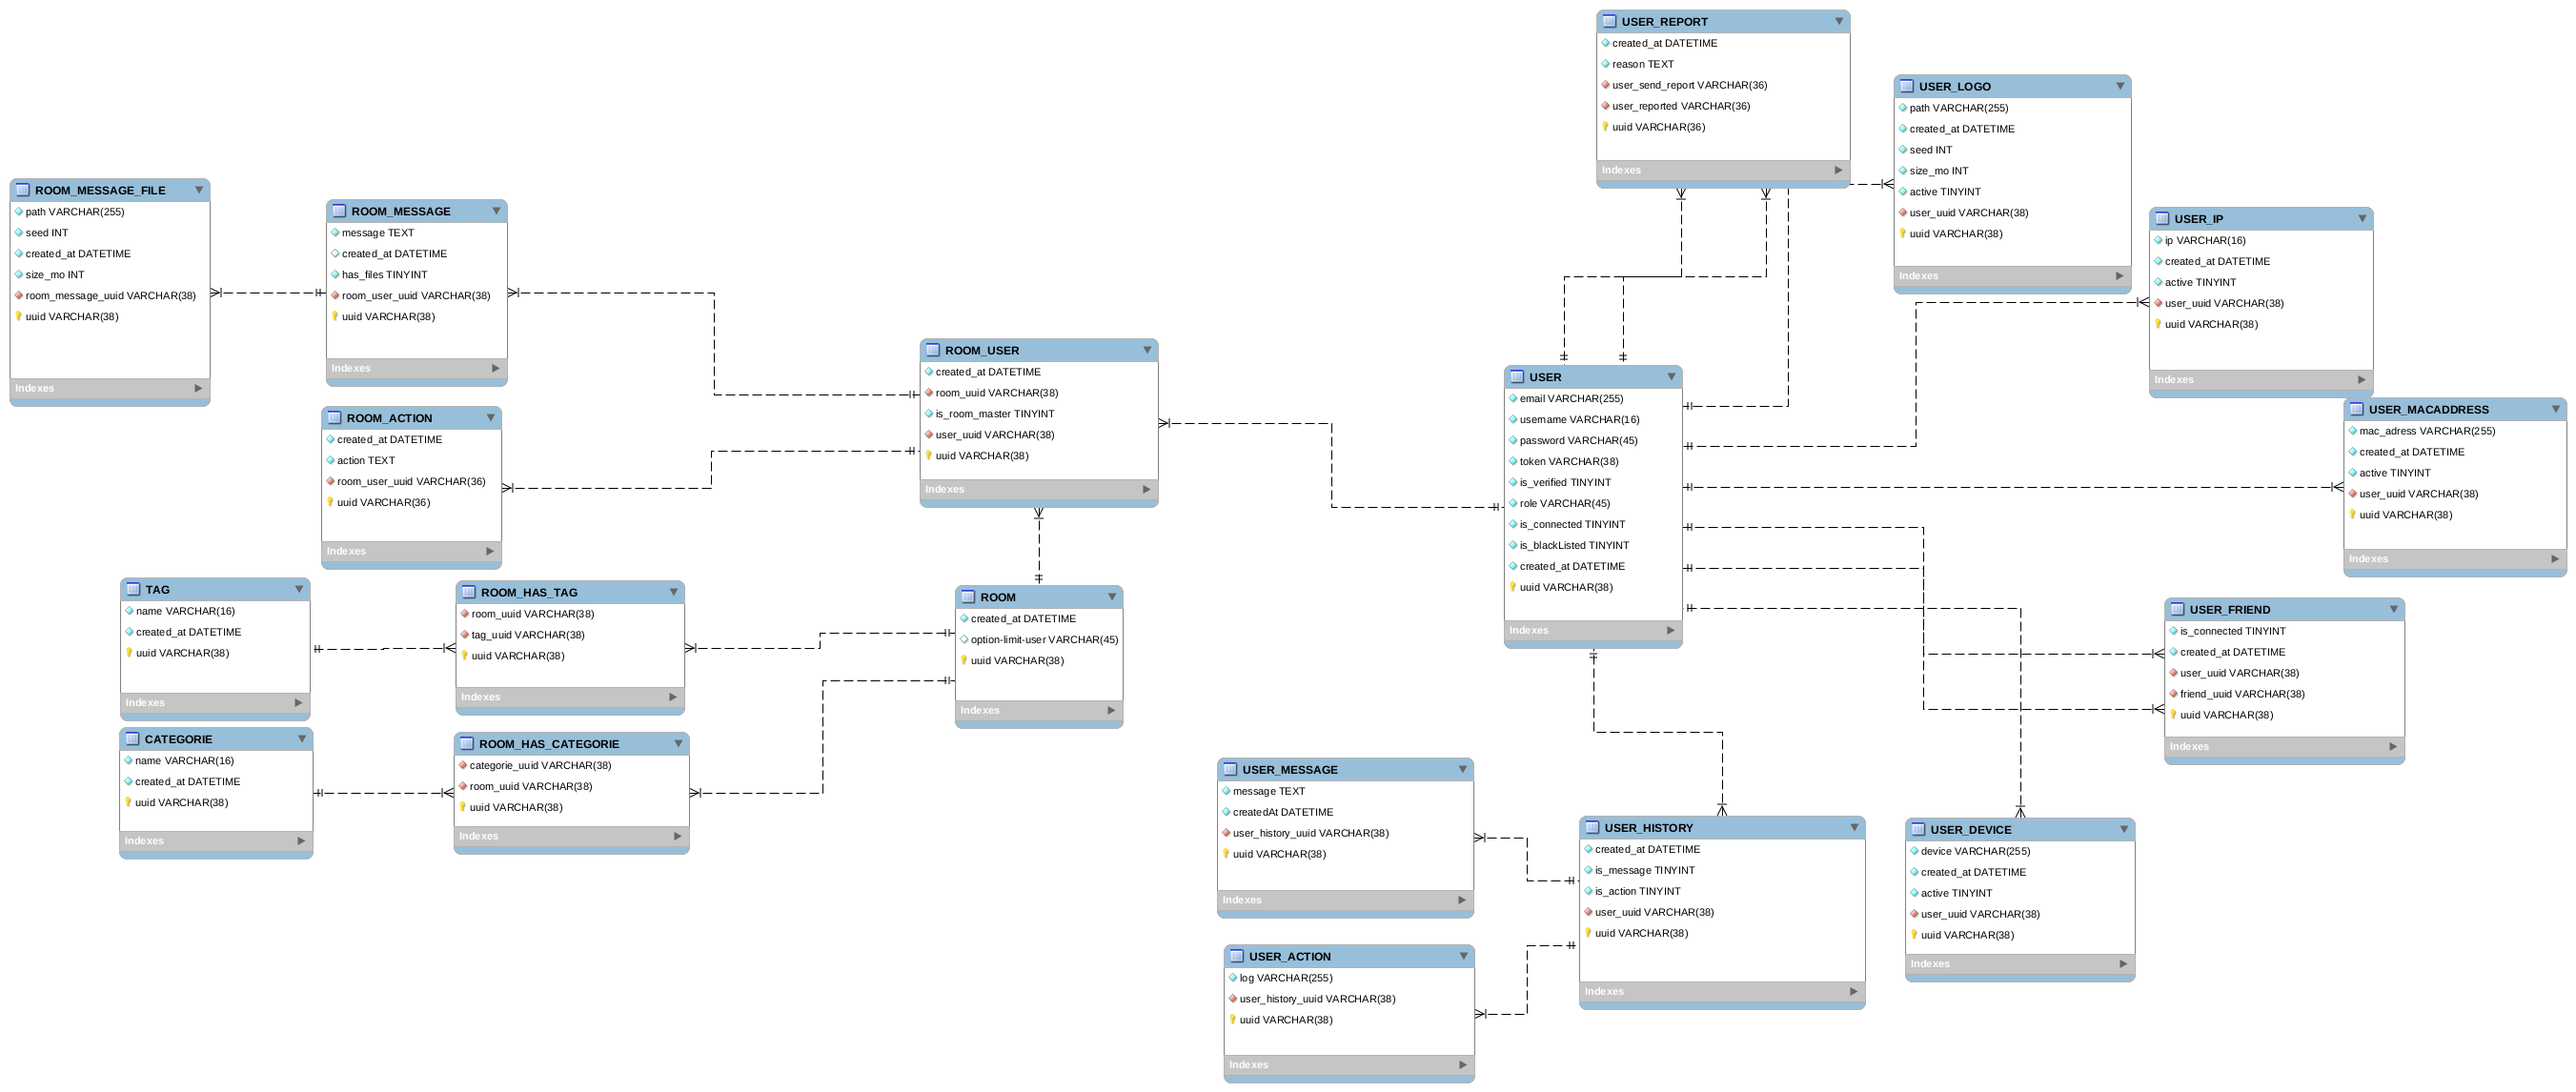 USER_REPORT
created_at DATETIME
reason TEXT
user_send_report VARCHAR(36)
user_reported VARCHAR(36)
uuid VARCHAR(36)
Indexes
USER_LOGO
path VARCHAR(255)
created_at DATETIME
seed INT
size_mo INT
active TINYINT
user_uuid VARCHAR(38)
uuid VARCHAR(38)
Indexes
ROOM_MESSAGE_FILE
path VARCHAR(255)
seed INT
created_at DATETIME
size_mo INT
room_message_uuid VARCHAR(38)
uuid VARCHAR(38)
Indexes
ROOM_MESSAGE
message TEXT
created_at DATETIME
has_files TINYINT
room_user_uuid VARCHAR(38)
uuid VARCHAR(38)
Indexes
USER_IP
ip VARCHAR(16)
created_at DATETIME
active TINYINT
user_uuid VARCHAR(38)
uuid VARCHAR(38)
Indexes
ROOM_USER
created_at DATETIME
room_uuid VARCHAR(38)
is_room_master TINYINT
user_uuid VARCHAR(38)
uuid VARCHAR(38)
Indexes
USER
email VARCHAR(255)
username VARCHAR(16)
password VARCHAR(45)
token VARCHAR(38)
is_verified TINYINT
role VARCHAR(45)
is_connected TINYINT
is_blackListed TINYINT
created_at DATETIME
uuid VARCHAR(38)
Indexes
USER_MACADDRESS
mac_adress VARCHAR(255)
created_at DATETIME
active TINYINT
user_uuid VARCHAR(38)
uuid VARCHAR(38)
Indexes
ROOM_ACTION
created_at DATETIME
action TEXT
room_user_uuid VARCHAR(36)
uuid VARCHAR(36)
Indexes
TAG
name VARCHAR(16)
created_at DATETIME
uuid VARCHAR(38)
Indexes
ROOM_HAS_TAG
room_uuid VARCHAR(38)
tag_uuid VARCHAR(38)
uuid VARCHAR(38)
Indexes
ROOM
created_at DATETIME
option-limit-user VARCHAR(45)
uuid VARCHAR(38)
Indexes
USER_FRIEND
is_connected TINYINT
created_at DATETIME
user_uuid VARCHAR(38)
friend_uuid VARCHAR(38)
uuid VARCHAR(38)
Indexes
CATEGORIE
name VARCHAR(16)
created_at DATETIME
uuid VARCHAR(38)
Indexes
ROOM_HAS_CATEGORIE
categorie_uuid VARCHAR(38)
room_uuid VARCHAR(38)
uuid VARCHAR(38)
Indexes
USER_MESSAGE
message TEXT
createdAt DATETIME
user_history_uuid VARCHAR(38)
uuid VARCHAR(38)
Indexes
USER_HISTORY
created_at DATETIME
is_message TINYINT
is_action TINYINT
user_uuid VARCHAR(38)
uuid VARCHAR(38)
Indexes
USER_DEVICE
device VARCHAR(255)
created_at DATETIME
active TINYINT
user_uuid VARCHAR(38)
uuid VARCHAR(38)
Indexes
USER_ACTION
log VARCHAR(255)
user_history_uuid VARCHAR(38)
uuid VARCHAR(38)
Indexes